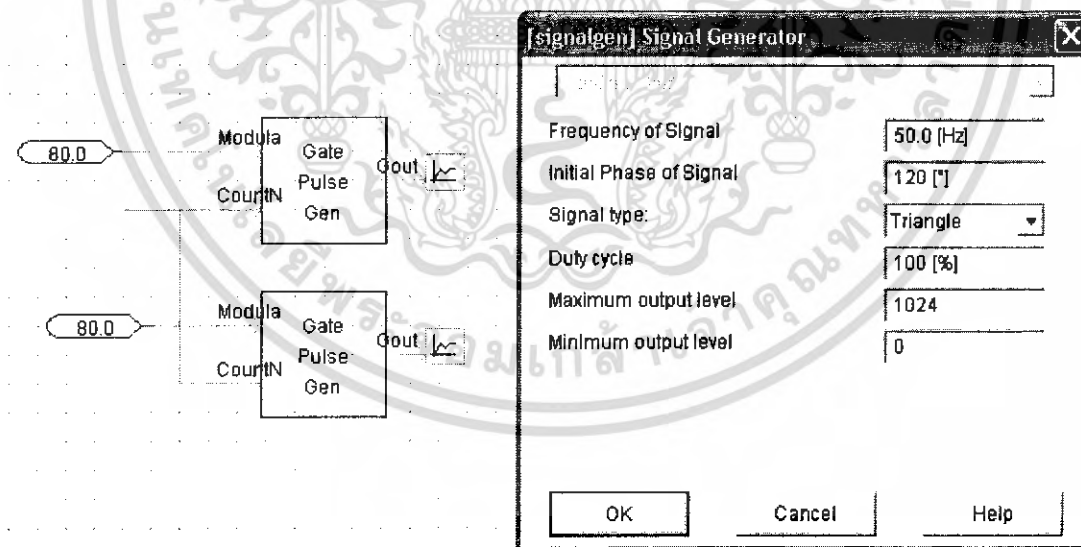 80.0
Modula
CountN
Gate
Pulse
Gen
Gout
80.0
Modula
CountN
Gate
Pulse
Gen
Gout
[signalgen] Signal Generator
Frequency of Signal 50.0 [Hz]
Initial Phase of Signal 120 [°]
Signal type: Triangle
Duty cycle 100 [%]
Maximum output level 1024
Minimum output level 0
OK Cancel Help